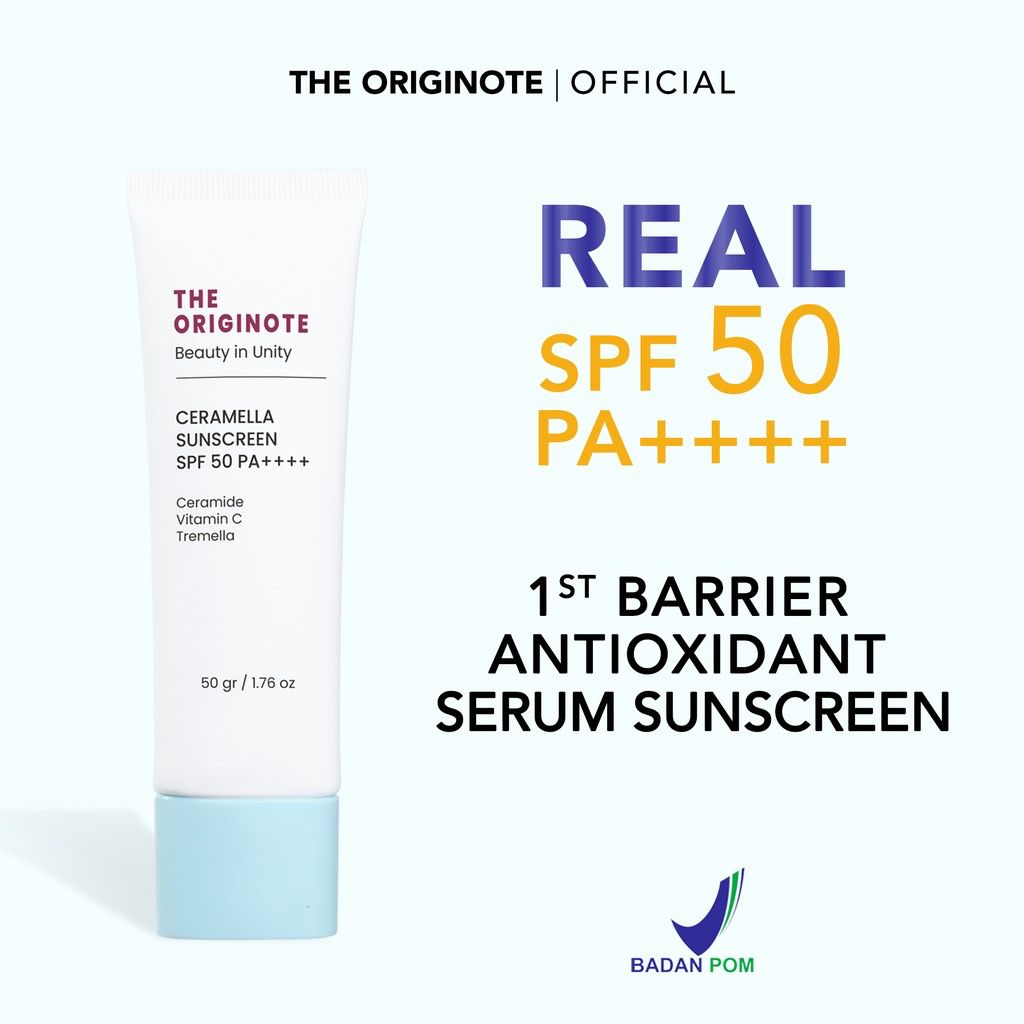 THE ORIGINOTE | OFFICIAL
THE
ORIGINOTE
Beauty in Unity
CERAMELLA
SUNSCREEN
SPF 50 PA++++
Ceramide
Vitamin C
Tremella
50 gr / 1.76 oz
REAL
SPF 50
PA++++
1ST BARRIER
ANTIOXIDANT
SERUM SUNSCREEN
BADAN POM